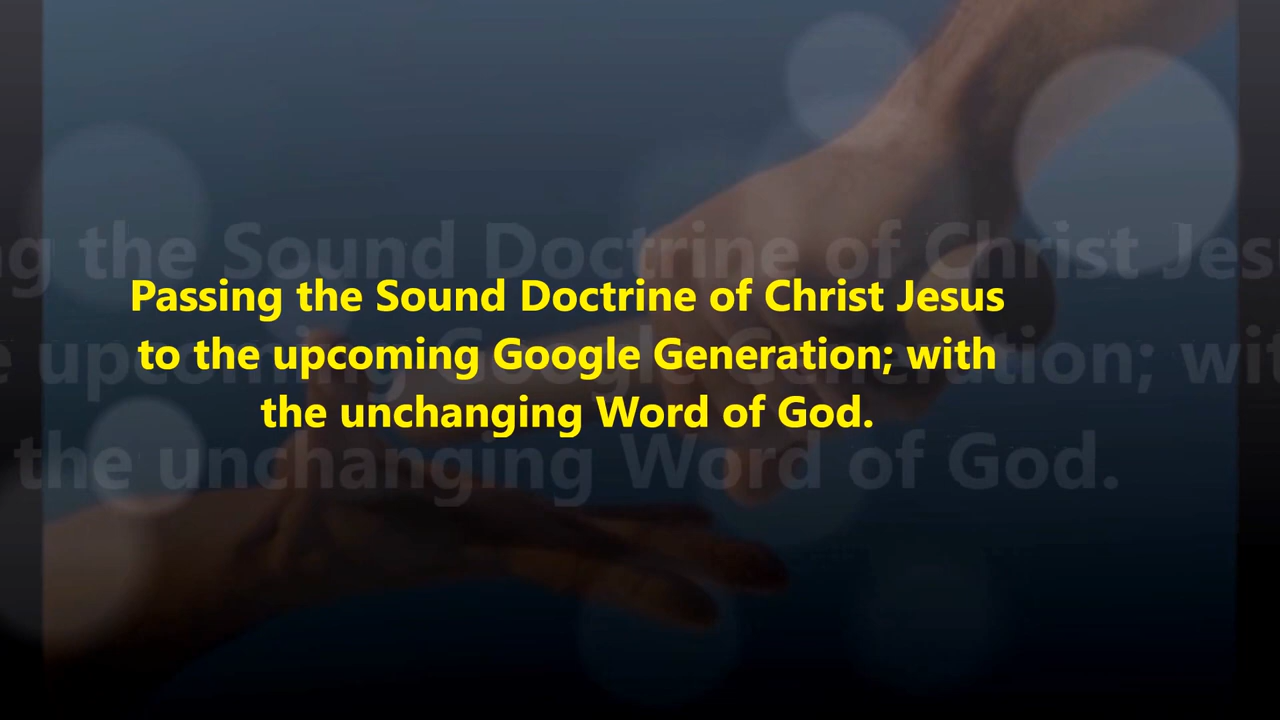 Passing the Sound Doctrine of Christ Jesus
to the upcoming Google Generation; with
the unchanging Word of God.